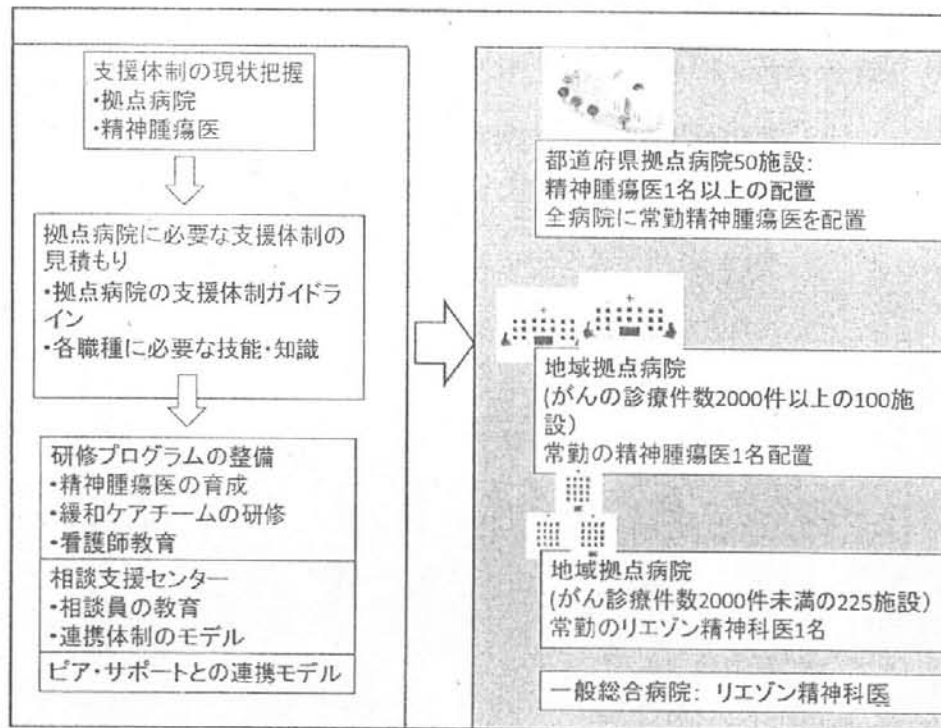 支援体制の現状把握
・拠点病院
・精神腫瘍医
拠点病院に必要な支援体制の
見積もり
・拠点病院の支援体制ガイドラ
イン
・各職種に必要な技能・知識
研修プログラムの整備
・精神腫瘍医の育成
・緩和ケアチームの研修
・看護師教育
相談支援センター
・相談員の教育
・連携体制のモデル
ピア・サポートとの連携モデル
都道府県拠点病院50施設:
精神腫瘍医1名以上の配置
全病院に常勤精神腫瘍医を配置
地域拠点病院
(がんの診療件数2000件以上の100施
設)
常勤の精神腫瘍医1名配置
地域拠点病院
(がん診療件数2000件未満の225施設)
常勤のリエゾン精神科医1名
一般総合病院: リエゾン精神科医